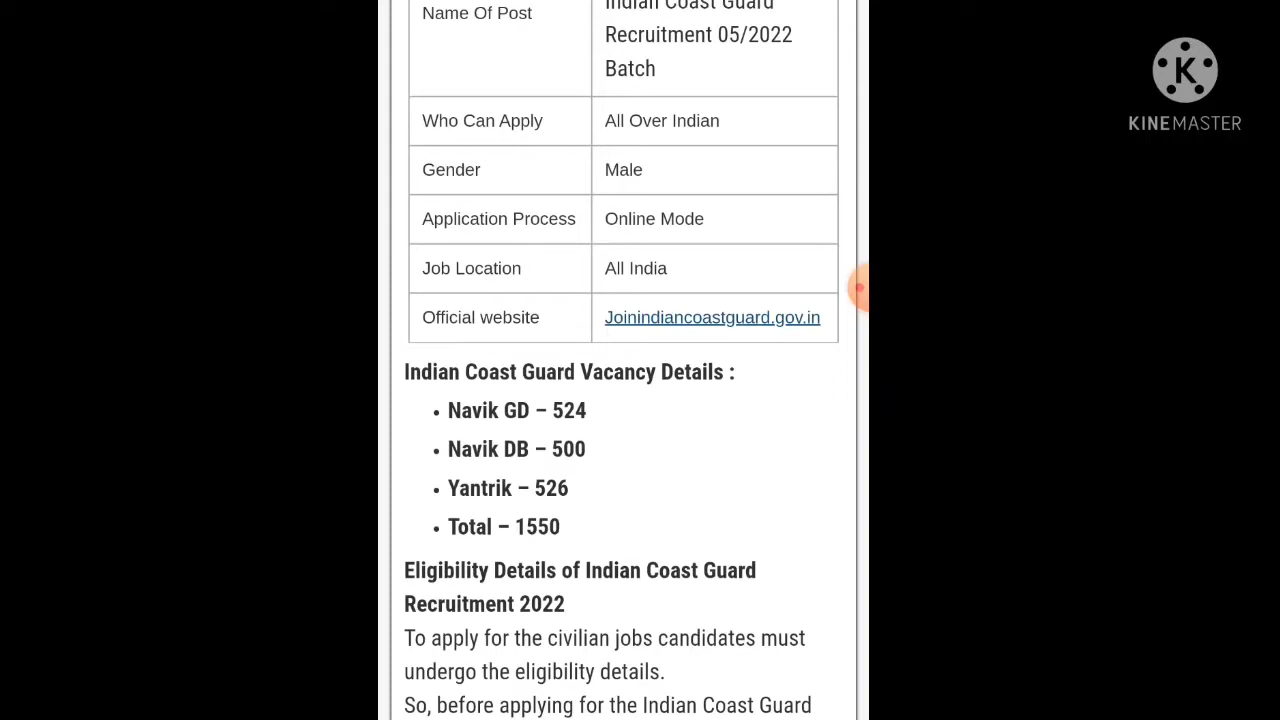 Name Of Post
Indian Coast Guard
Recruitment 05/2022
Batch
Who Can Apply
All Over Indian
Gender
Male
Application Process
Online Mode
Job Location
All India
Official website
Joinindiancoastguard.gov.in
Indian Coast Guard Vacancy Details :
• Navik GD – 524
• Navik DB – 500
• Yantrik – 526
• Total – 1550
Eligibility Details of Indian Coast Guard
Recruitment 2022
To apply for the civilian jobs candidates must
undergo the eligibility details.
So, before applying for the Indian Coast Guard
K
KINEMASTER